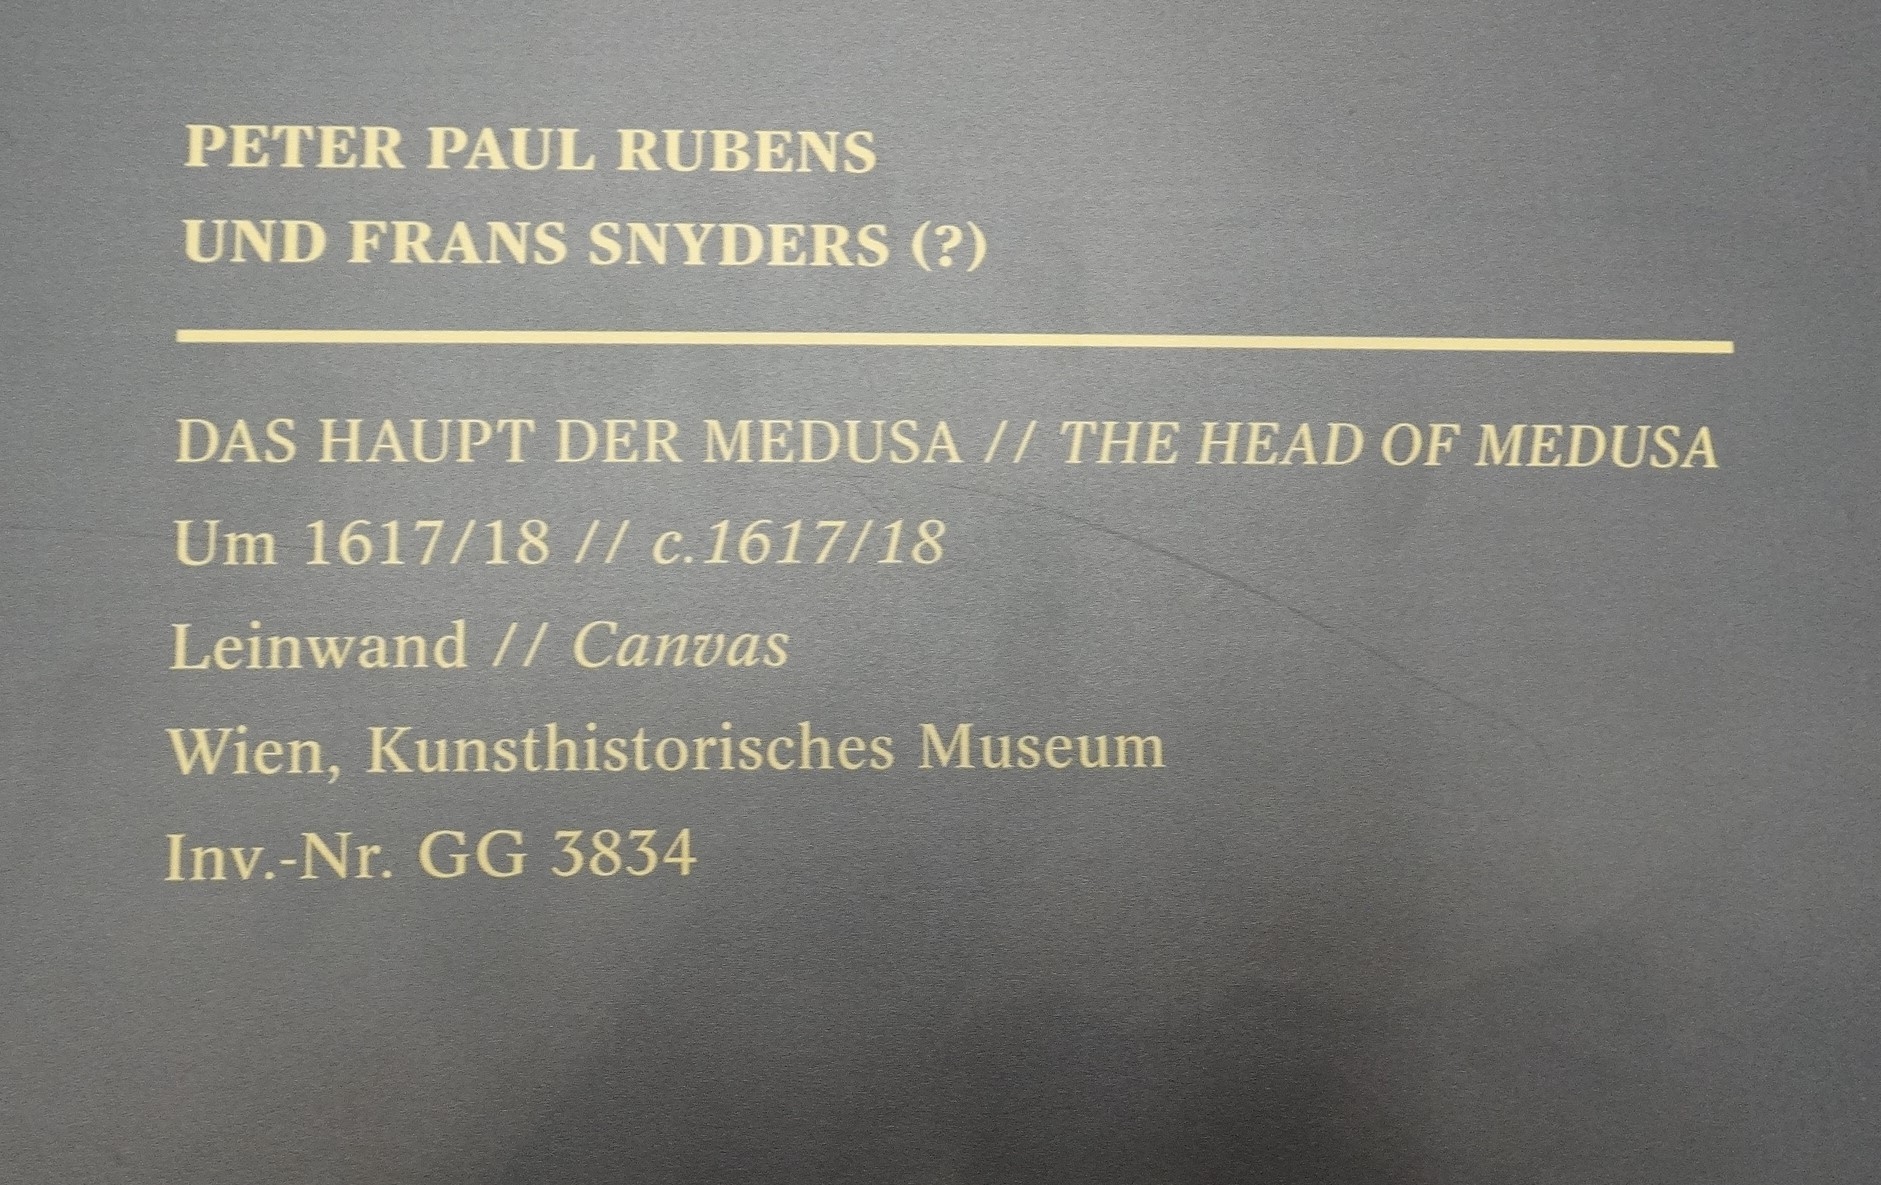 PETER PAUL RUBENS
UND FRANS SNYDERS (?)
DAS HAUPT DER MEDUSA // THE HEAD OF MEDUSA
Um 1617/18 // c.1617/18
Leinwand // Canvas
Wien, Kunsthistorisches Museum
Inv.-Nr. GG 3834